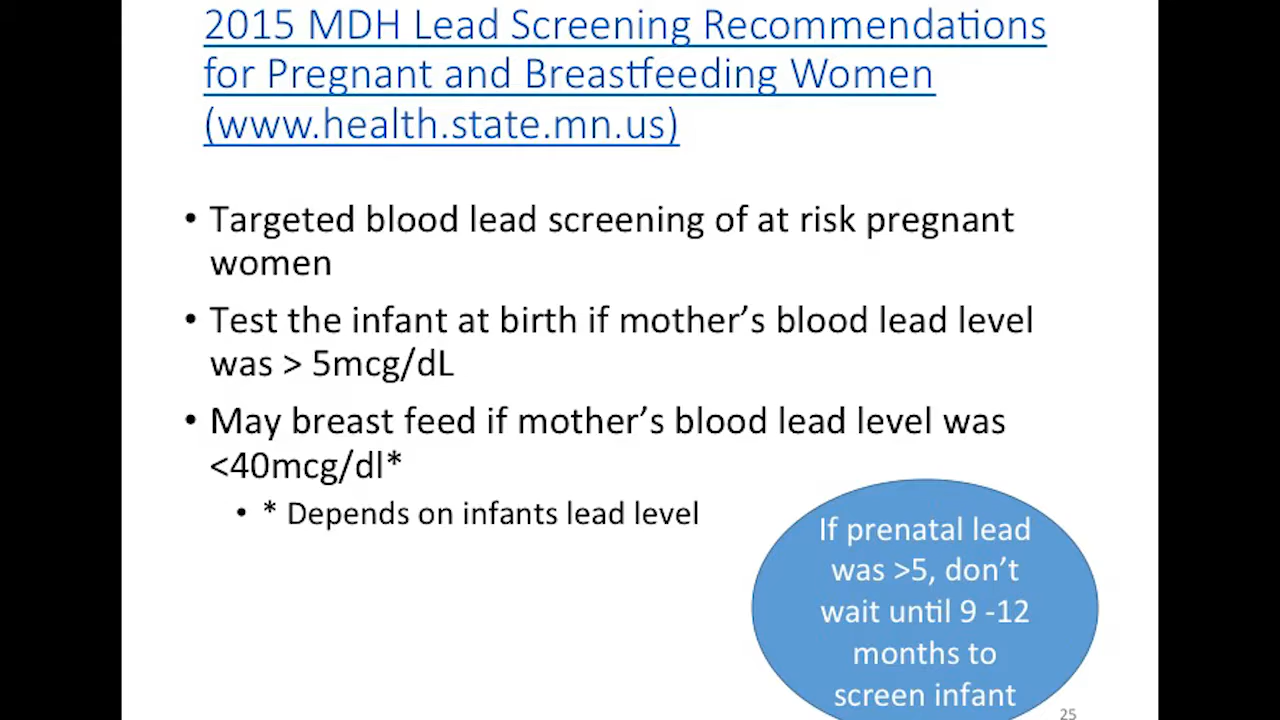 2015 MDH Lead Screening Recommendations
for Pregnant and Breastfeeding Women
(www.health.state.mn.us)
• Targeted blood lead screening of at risk pregnant
women
• Test the infant at birth if mother’s blood lead level
was > 5mcg/dL
• May breast feed if mother’s blood lead level was
<40mcg/dl*
• * Depends on infants lead level
If prenatal lead
was >5, don’t
wait until 9 -12
months to
screen infant
25